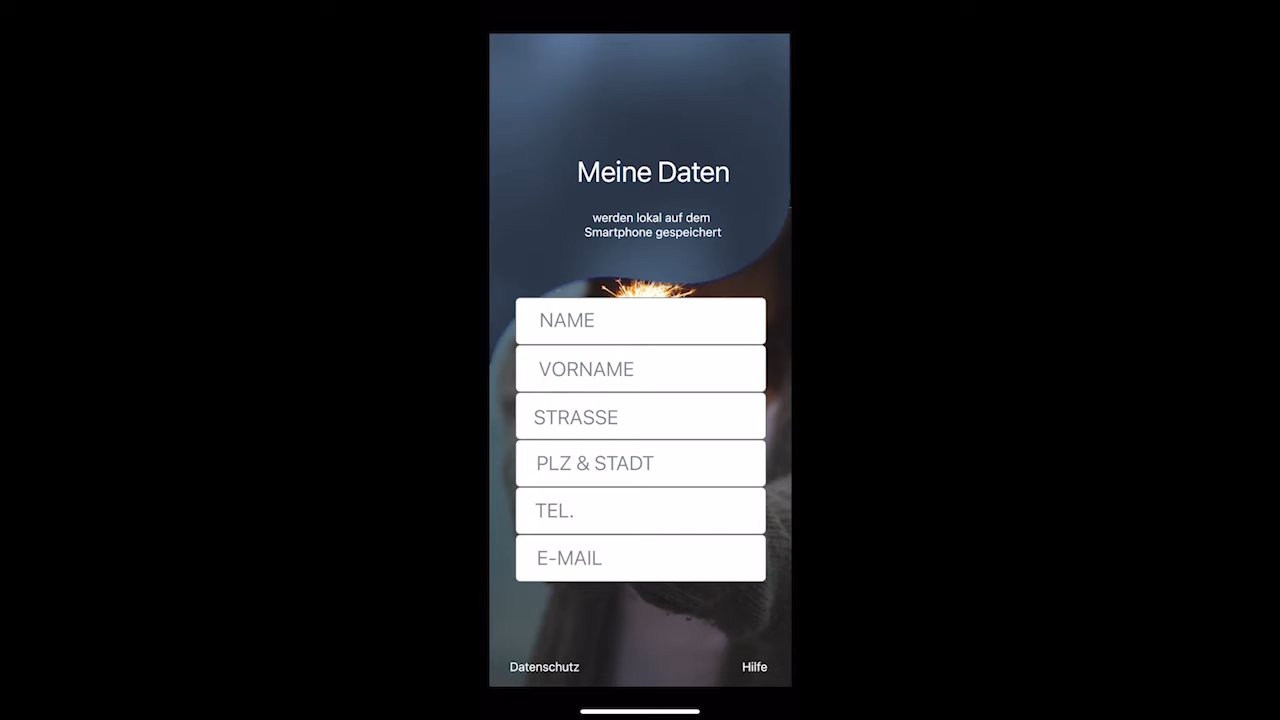 Meine Daten
werden lokal auf dem
Smartphone gespeichert
NAME
VORNAME
STRASSE
PLZ & STADT
TEL.
E-MAIL
Datenschutz
Hilfe